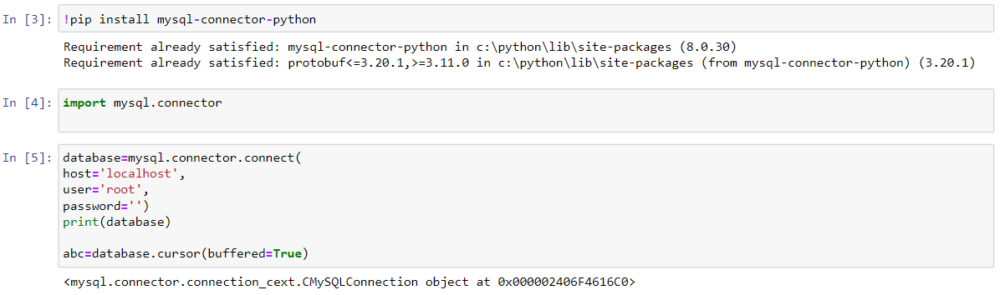 In [3]: !pip install mysql-connector-python
Requirement already satisfied: mysql-connector-python in c:\python\lib\site-packages (8.0.30)
Requirement already satisfied: protobuf<=3.20.1,>=3.11.0 in c:\python\lib\site-packages (from mysql-connector-python) (3.20.1)
In [4]: import mysql.connector
In [5]: database=mysql.connector.connect(
host='localhost',
user='root',
password='')
print(database)
abc=database.cursor(buffered=True)
<mysql.connector.connection_cext.CMySQLConnection object at 0x000002406F4616C0>